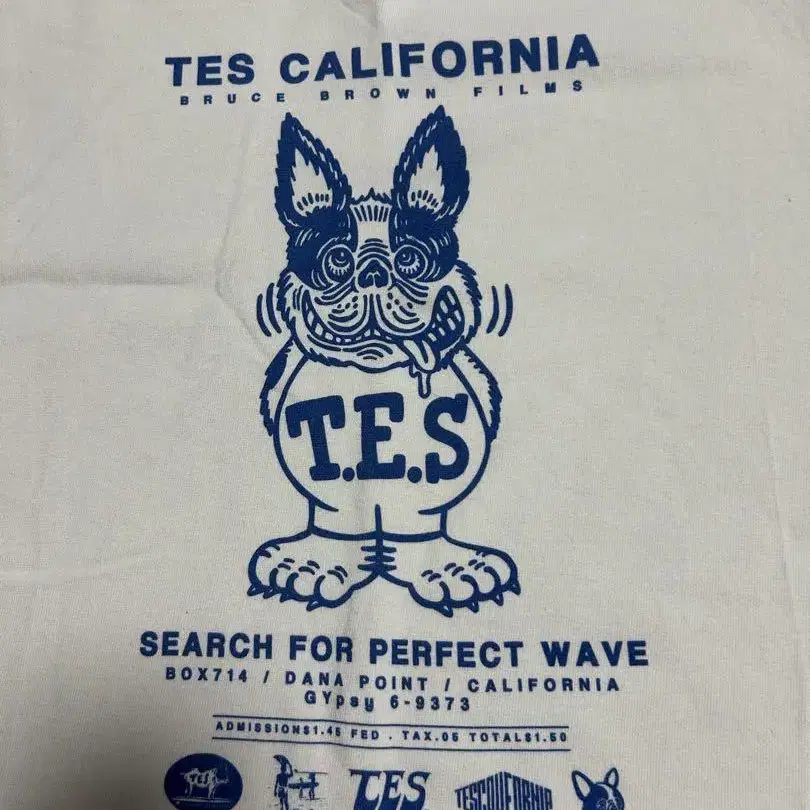 TES CALIFORNIA
BRUCE BROWN FILMS
T.E.S
SEARCH FOR PERFECT WAVE
BOX714 / DANA POINT / CALIFORNIA
GYpsy 6-9373
ADMISSION$1.45 FED . TAX.05 TOTAL$1.50
TES
TES